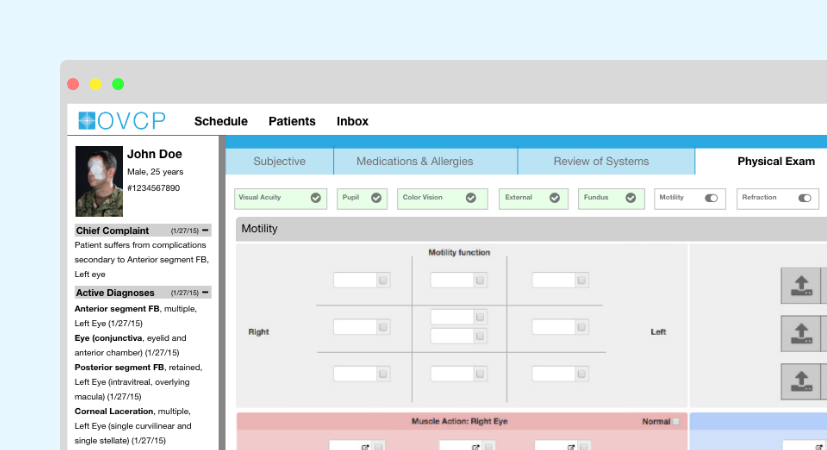 OVCP
Schedule Patients Inbox
John Doe
Male, 25 years
#1234567890
Chief Complaint (1/27/15)
Patient suffers from complications
secondary to Anterior segment FB,
Left eye
Active Diagnoses (1/27/15)
Anterior segment FB, multiple,
Left Eye (1/27/15)
Eye (conjunctiva, eyelid and
anterior chamber) (1/27/15)
Posterior segment FB, retained,
Left Eye (intravitreal, overlying
macula) (1/27/15)
Corneal Laceration, multiple,
Left Eye (single curvilinear and
single stellate) (1/27/15)
Subjective Medications & Allergies Review of Systems Physical Exam
Visual Acuity Pupil Color Vision External Fundus Motility Refraction
Motility
Motility function
Right Left
Muscle Action: Right Eye Normal